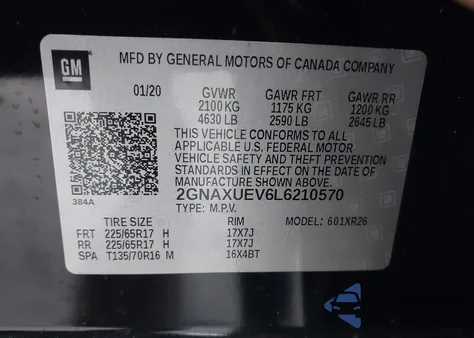 GM
MFD BY GENERAL MOTORS OF CANADA COMPANY
01/20 GVWR GAWR FRT GAWR RR
2100 KG 1175 KG 1200 KG
4630 LB 2590 LB 2645 LB
THIS VEHICLE CONFORMS TO ALL
APPLICABLE U.S. FEDERAL MOTOR
VEHICLE SAFETY AND THEFT PREVENTION
STANDARDS IN EFFECT ON THE DATE OF
MANUFACTURE SHOWN ABOVE.
384A 2GNAXUEV6L6210570
TYPE: M.P.V.
TIRE SIZE RIM MODEL: 601XR26
FRT 225/65R17 H 17X7J
RR 225/65R17 H 17X7J
SPA T135/70R16 M 16X4BT